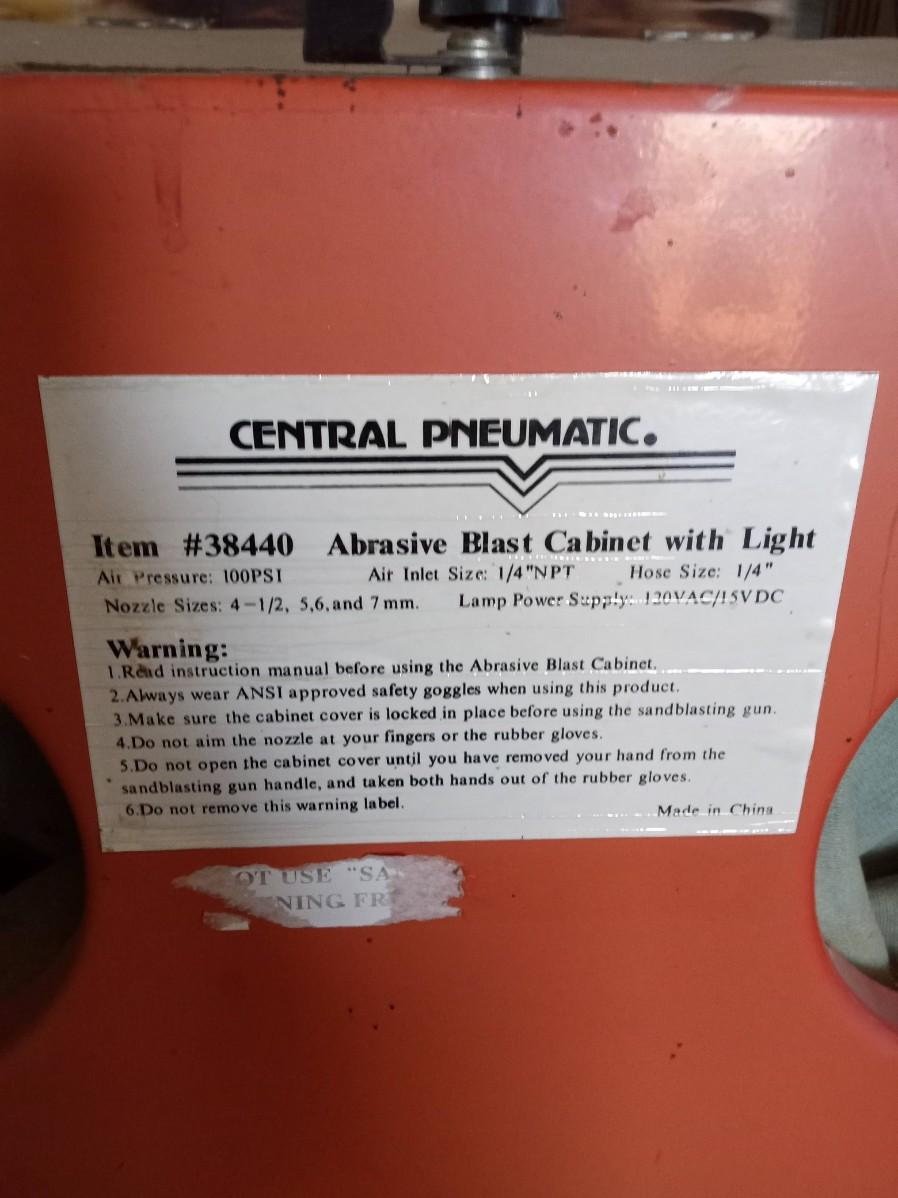 CENTRAL PNEUMATIC.
Item #38440 Abrasive Blast Cabinet with Light
Air Pressure: 100PSI Air Inlet Size: 1/4"NPT Hose Size: 1/4"
Nozzle Sizes: 4-1/2, 5,6,and 7mm. Lamp Power Supply: 120VAC/15VDC
Warning:
1.Read instruction manual before using the Abrasive Blast Cabinet.
2.Always wear ANSI approved safety goggles when using this product.
3.Make sure the cabinet cover is locked in place before using the sandblasting gun.
4.Do not aim the nozzle at your fingers or the rubber gloves.
5.Do not open the cabinet cover until you have removed your hand from the
sandblasting gun handle, and taken both hands out of the rubber gloves.
6.Do not remove this warning label. Made in China
OT USE "SA
NING FR